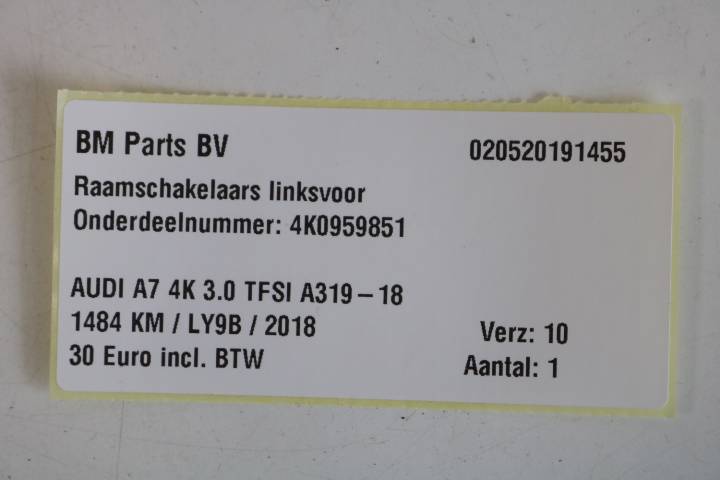 BM Parts BV 020520191455
Raamschakelaars linksvoor
Onderdeelnummer: 4K0959851
AUDI A7 4K 3.0 TFSI A319-18
1484 KM / LY9B / 2018 Verz: 10
30 Euro incl. BTW Aantal: 1